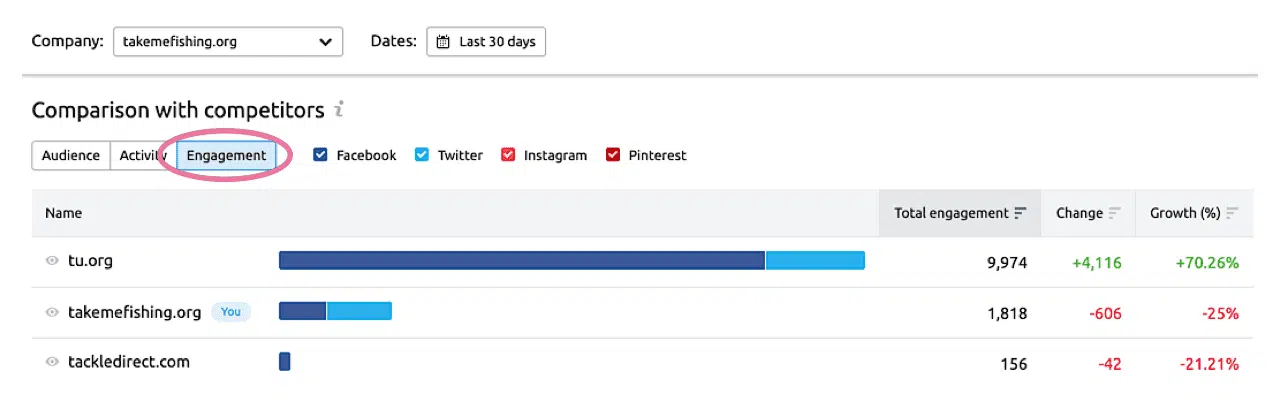 Company: takemefishing.org Dates: Last 30 days
Comparison with competitors i
Audience Activity Engagement Facebook Twitter Instagram Pinterest
Name Total engagement Change Growth (%)
tu.org 9,974 +4,116 +70.26%
takemefishing.org You 1,818 -606 -25%
tackledirect.com 156 -42 -21.21%